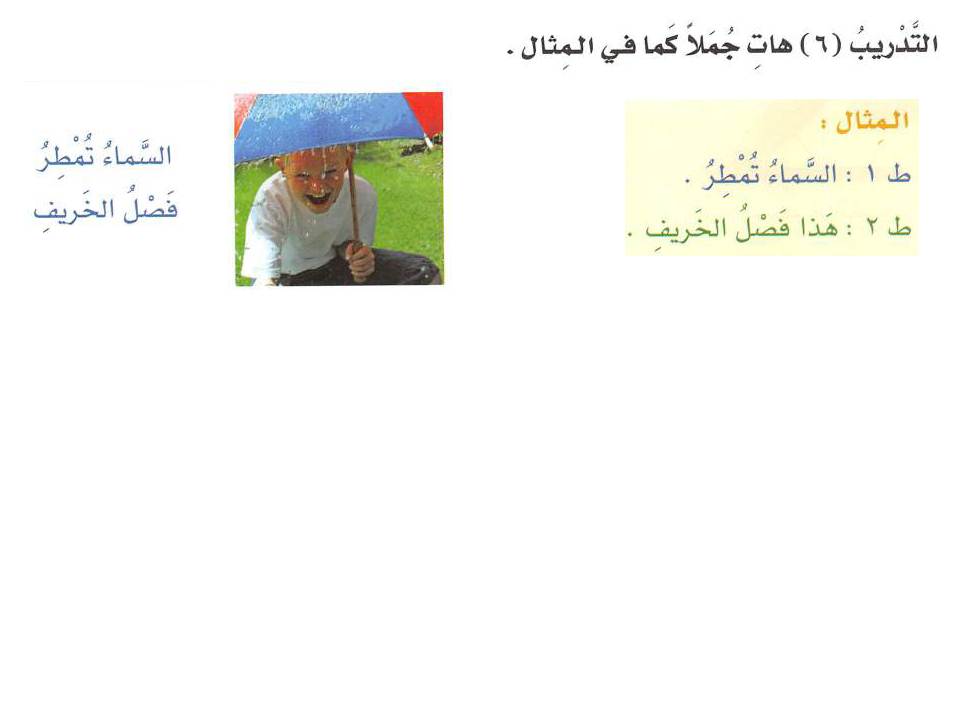 التَّدْريبُ (٦) هاتِ جُمَلاً كَما في المِثال .
المِثال :
ط ١ : السَّماءُ تُمْطِرُ .
ط ٢ : هَذا فَصْلُ الخَريفِ .
السَّماءُ تُمْطِرُ
فَصْلُ الخَريفِ